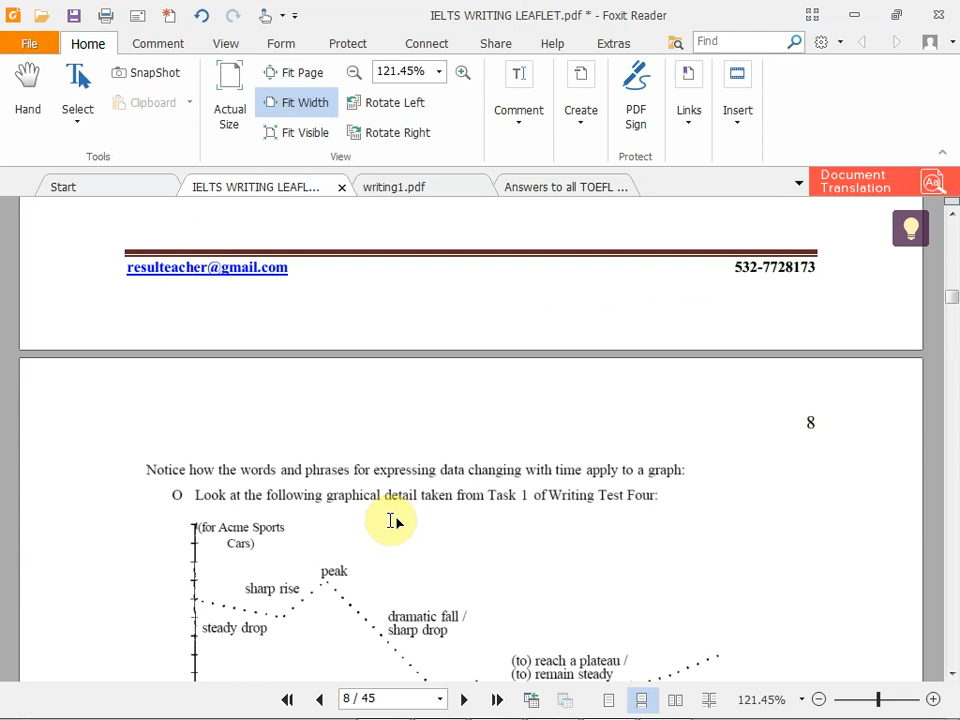 IELTS WRITING LEAFLET.pdf * - Foxit Reader
File Home Comment View Form Protect Connect Share Help Extras Find
Hand
Select
SnapShot
Clipboard
Tools
Actual Size
Fit Page
Fit Width
Fit Visible
121.45%
Rotate Left
Rotate Right
View
Comment
Create
PDF Sign
Protect
Links
Insert
Start IELTS WRITING LEAFL... writing1.pdf Answers to all TOEFL ...
Document Translation
resulteacher@gmail.com 532-7728173
8
Notice how the words and phrases for expressing data changing with time apply to a graph:
O Look at the following graphical detail taken from Task 1 of Writing Test Four:
(for Acme Sports
Cars)
peak
sharp rise
steady drop
dramatic fall /
sharp drop
(to) reach a plateau /
(to) remain steady
8 / 45
121.45%